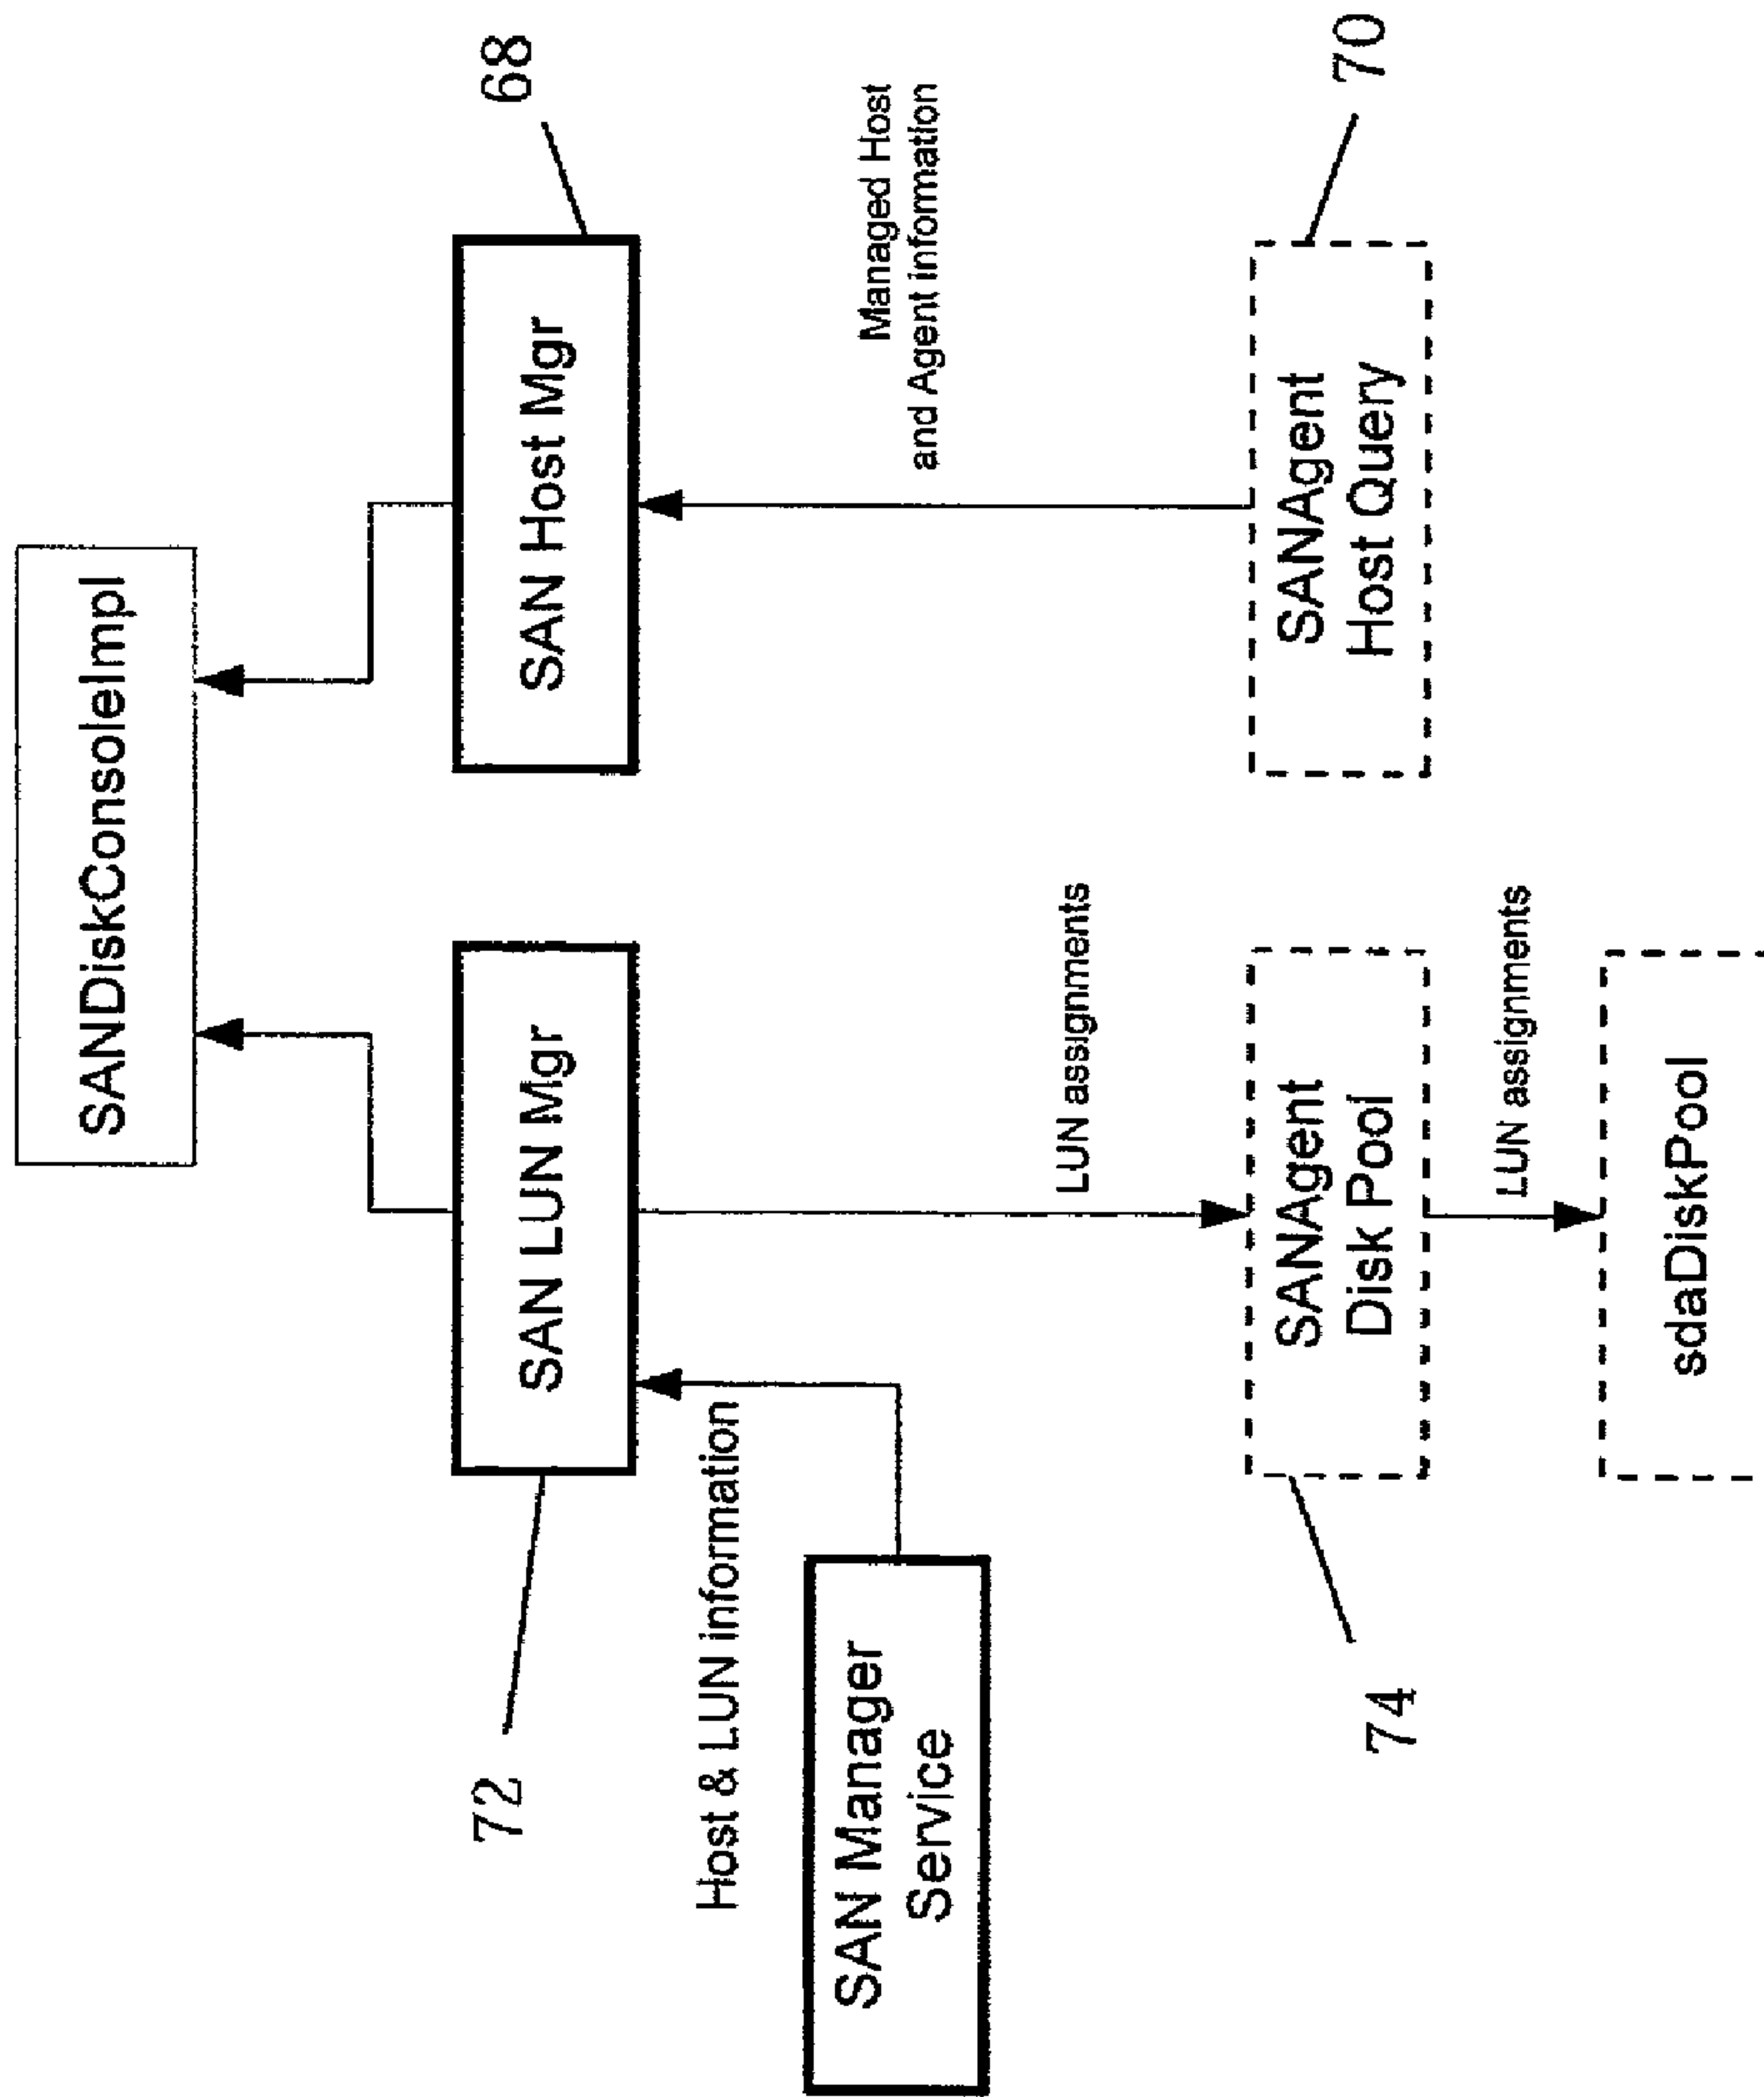 SANDiskConsoleImpl
72
SAN LUN Mgr
SAN Host Mgr
68
Host & LUN information
SAN Manager
Service
LUN assignments
Managed Host
and Agent information
74
SANAgent
Disk Pool
SANAgent
Host Query
70
LUN assignments
sdaDiskPool